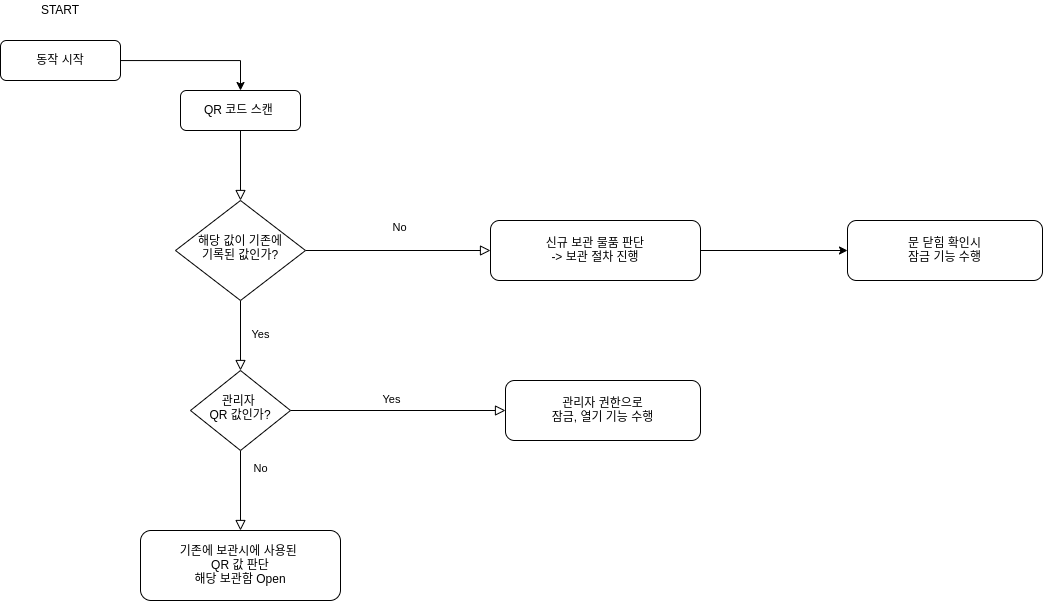 START
동작 시작
QR 코드 스캔
해당 값이 기존에
기록된 값인가?
No
신규 보관 물품 판단
-> 보관 절차 진행
문 닫힘 확인시
잠금 기능 수행
Yes
관리자
QR 값인가?
Yes
관리자 권한으로
잠금, 열기 기능 수행
No
기존에 보관시에 사용된
QR 값 판단
해당 보관함 Open